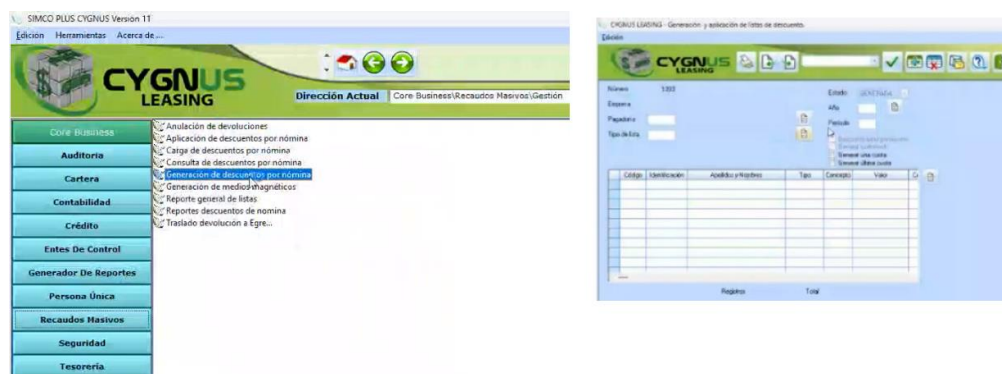 SIMCO PLUS CYGNUS Versión 11
Edición Herramientas Acerca de ...
CYGNUS
LEASING
Dirección Actual Core Business\Recaudos Masivos\Gestión
Core Business
Auditoria
Cartera
Contabilidad
Crédito
Entes De Control
Generador De Reportes
Persona Única
Recaudos Masivos
Seguridad
Tesorería
Anulación de devoluciones
Aplicación de descuentos por nómina
Carga de descuentos por nómina
Consulta de descuentos por nómina
Generación de descuentos por nómina
Generación de medios magnéticos
Reporte general de listas
Reportes descuentos de nomina
Traslado devolución a Egre...
CYGNUS LEASING - Generación y aplicación de listas de descuentos.
Edición
CYGNUS
LEASING
Número
Estado GENERADA
Empresa
Año
Pagaduría
Periodo
Tipo de lista
Generar una cuota
Generar última cuota
Código Identificación Apellidos y Nombres Tipo Concepto Valor
Registros Total